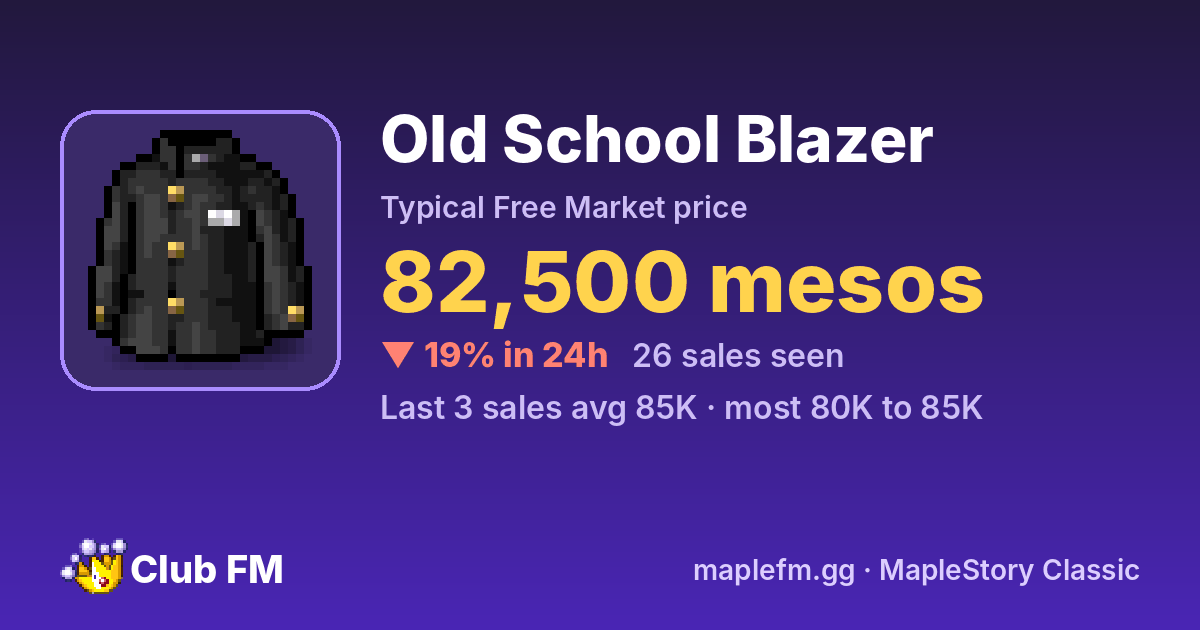 Old School Blazer
Typical Free Market price
82,500 mesos
▼ 19% in 24h 26 sales seen
Last 3 sales avg 85K · most 80K to 85K
Club FM
maplefm.gg · MapleStory Classic